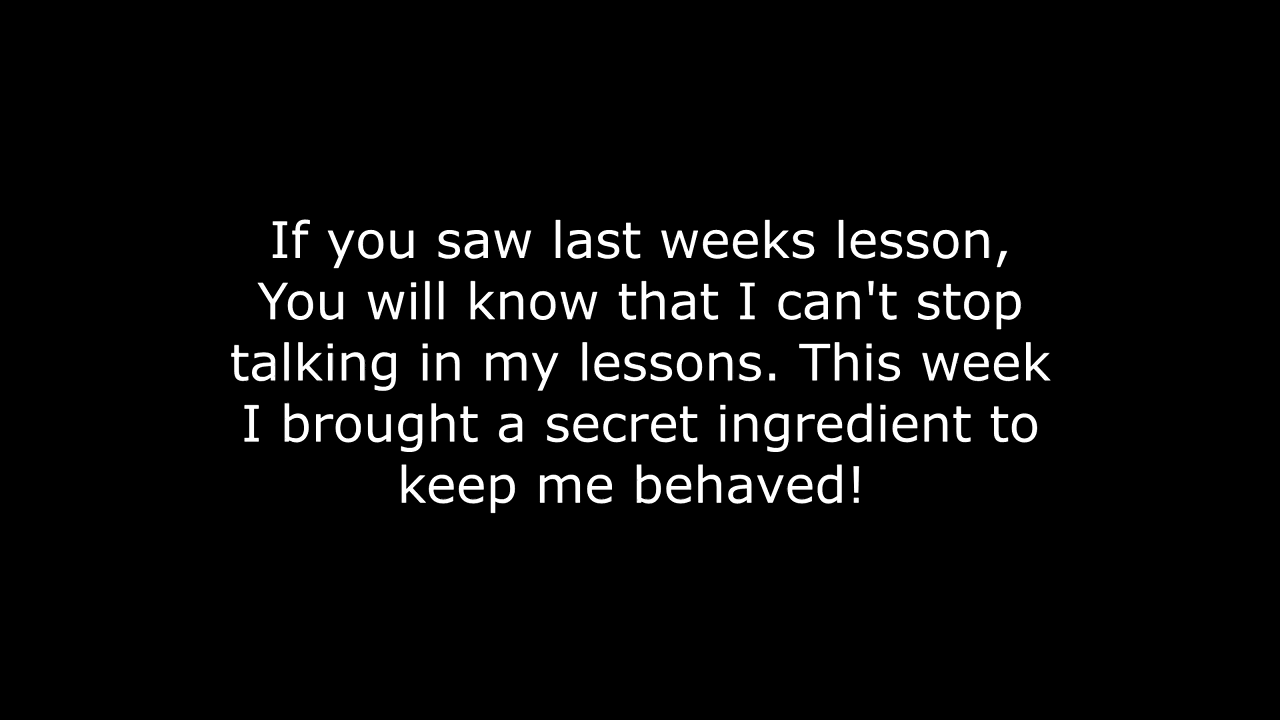 If you saw last weeks lesson,
You will know that I can't stop
talking in my lessons. This week
I brought a secret ingredient to
keep me behaved!